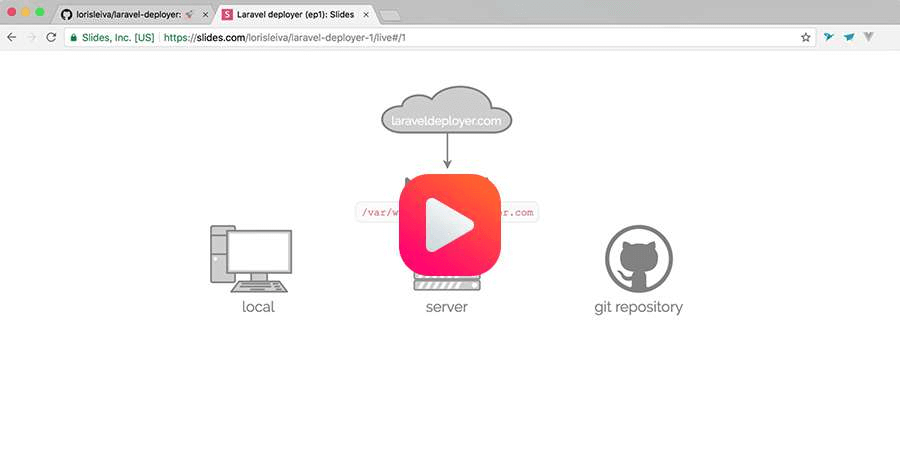 lorisleiva/laravel-deployer: 🚀
S Laravel deployer (ep1): Slides
Slides, Inc. [US] https://slides.com/lorisleiva/laravel-deployer-1/live#/1
laraveldeployer.com
/var/w er.com
local
server
git repository